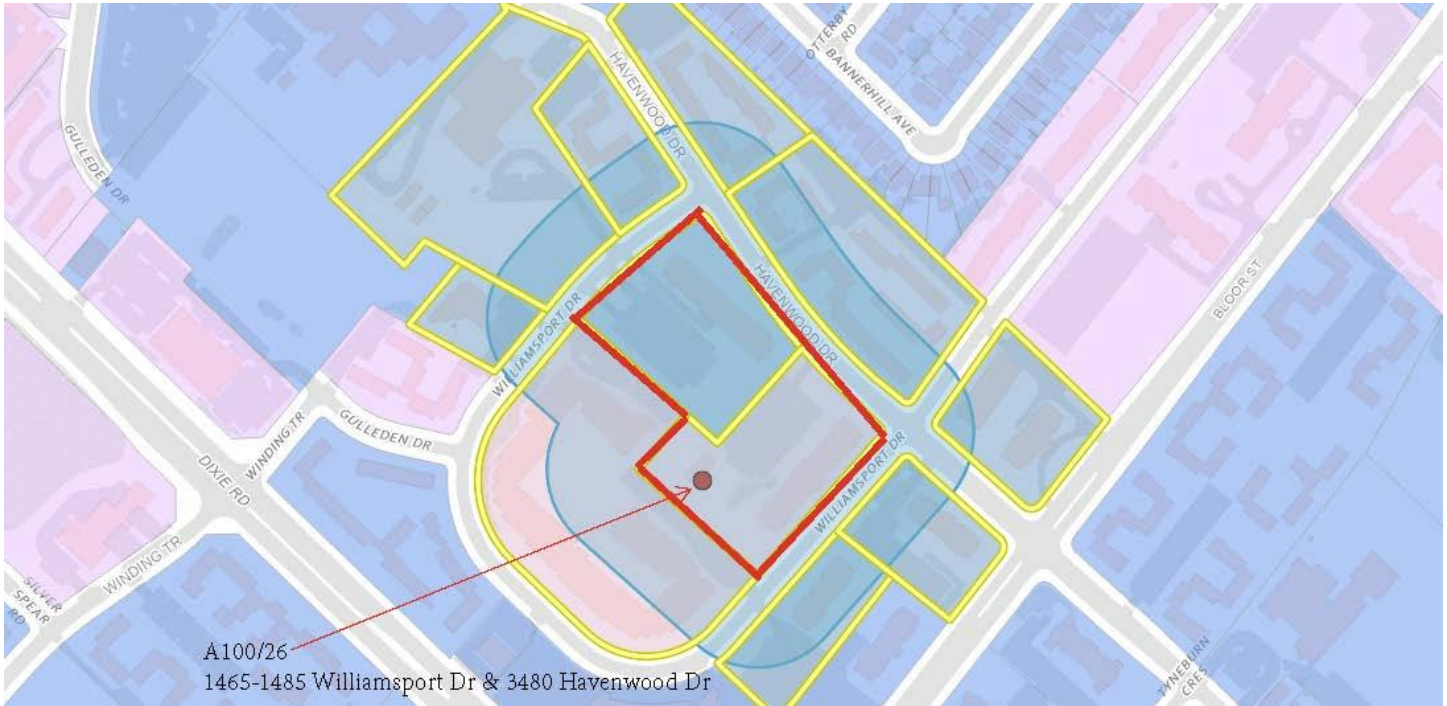 OTTERBY
RD
BANNERHILL AVE
HAVENWOOD DR
GULLEDEN DR
HAVENWOOD DR
BLOOR ST
WILLIAMSPORT DR
WINDING TR
GULLEDEN DR
DIXIE RD
WILLIAMSPORT DR
WINDING TR
SILVER
SPEAR
RD
TYNEBURN
CRES
A100/26
1465-1485 Williamsport Dr & 3480 Havenwood Dr